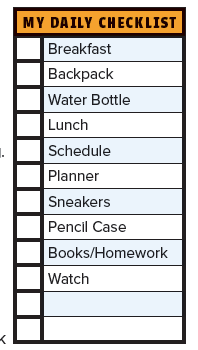 MY DAILY CHECKLIST
Breakfast
Backpack
Water Bottle
Lunch
Schedule
Planner
Sneakers
Pencil Case
Books/Homework
Watch